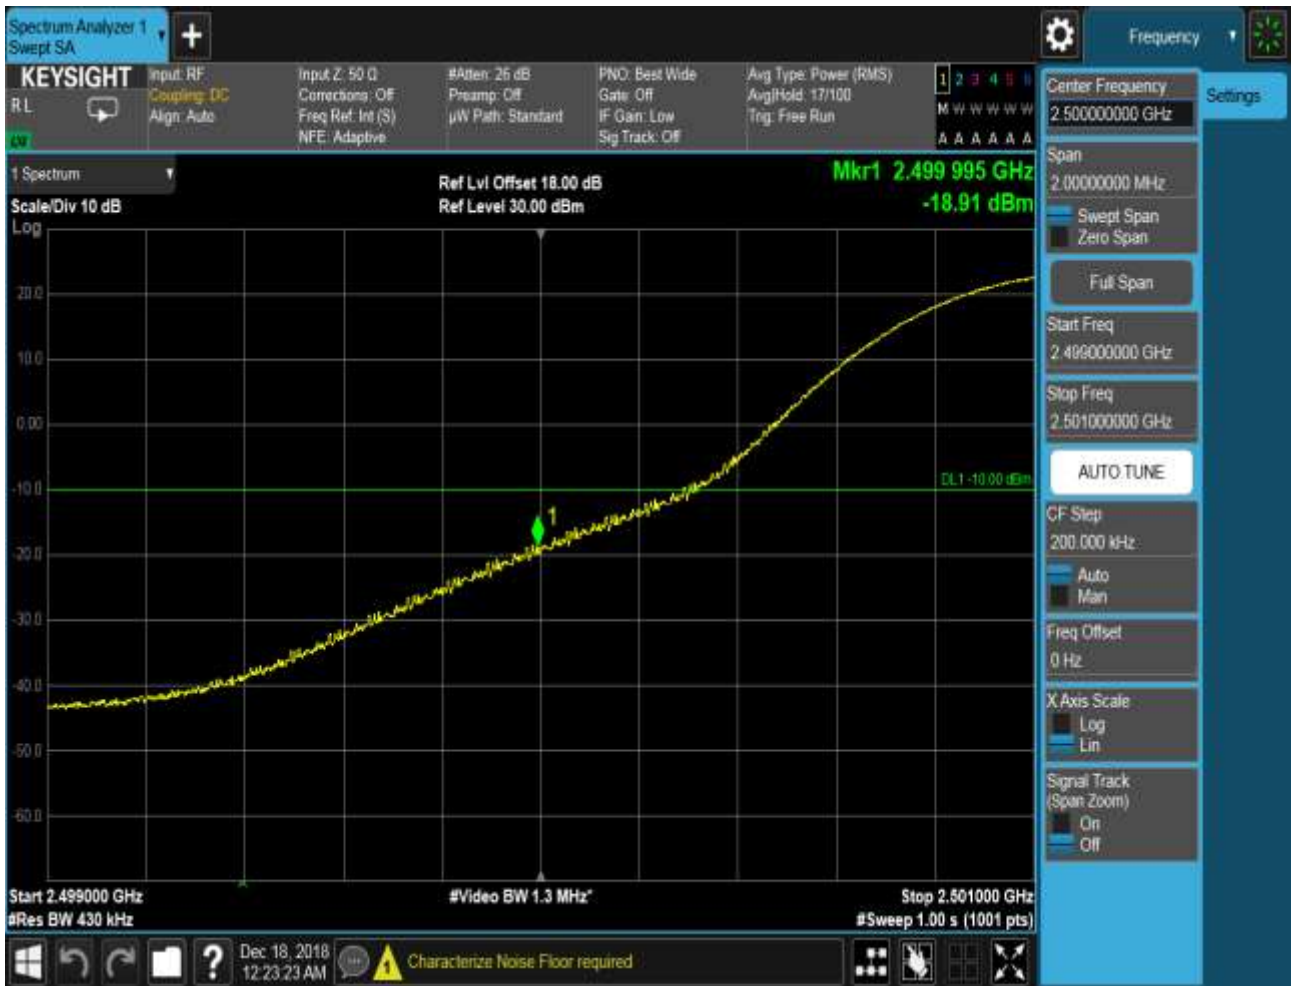 Spectrum Analyzer 1
Swept SA
Frequency
KEYSIGHT
R L
Input: RF
Coupling: DC
Align: Auto
Input Z: 50 Ω
Corrections: Off
Freq Ref: Int (S)
NFE: Adaptive
#Atten: 26 dB
Preamp: Off
µW Path: Standard
PNO: Best Wide
Gate: Off
IF Gain: Low
Sig Track: Off
Avg Type: Power (RMS)
Avg|Hold: 17/100
Trig: Free Run
1 2 3 4 5 6
M W W W W W
A A A A A A
1 Spectrum
Scale/Div 10 dB
Log
Ref Lvl Offset 18.00 dB
Ref Level 30.00 dBm
Mkr1 2.499 995 GHz
-18.91 dBm
20.0
10.0
0.00
-10.0
-20.0
-30.0
-40.0
-50.0
-60.0
DL1 -10.00 dBm
1
Start 2.499000 GHz
#Res BW 430 kHz
#Video BW 1.3 MHz*
Stop 2.501000 GHz
#Sweep 1.00 s (1001 pts)
Dec 18, 2018
12:23:23 AM
Characterize Noise Floor required
Center Frequency
2.500000000 GHz
Settings
Span
2.00000000 MHz
Swept Span
Zero Span
Full Span
Start Freq
2.499000000 GHz
Stop Freq
2.501000000 GHz
AUTO TUNE
CF Step
200.000 kHz
Auto
Man
Freq Offset
0 Hz
X Axis Scale
Log
Lin
Signal Track
(Span Zoom)
On
Off